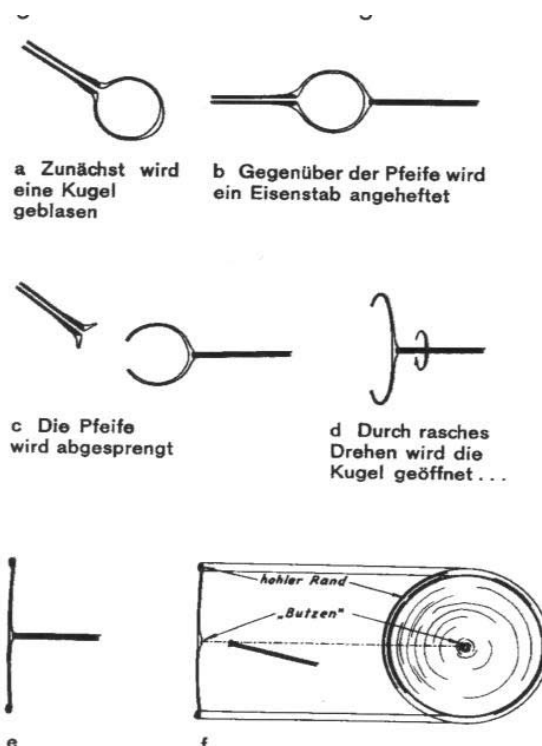 a Zunächst wird
eine Kugel
geblasen
b Gegenüber der Pfeife wird
ein Eisenstab angeheftet
c Die Pfeife
wird abgesprengt
d Durch rasches
Drehen wird die
Kugel geöffnet...
hohler Rand
„Butzen“
e
f